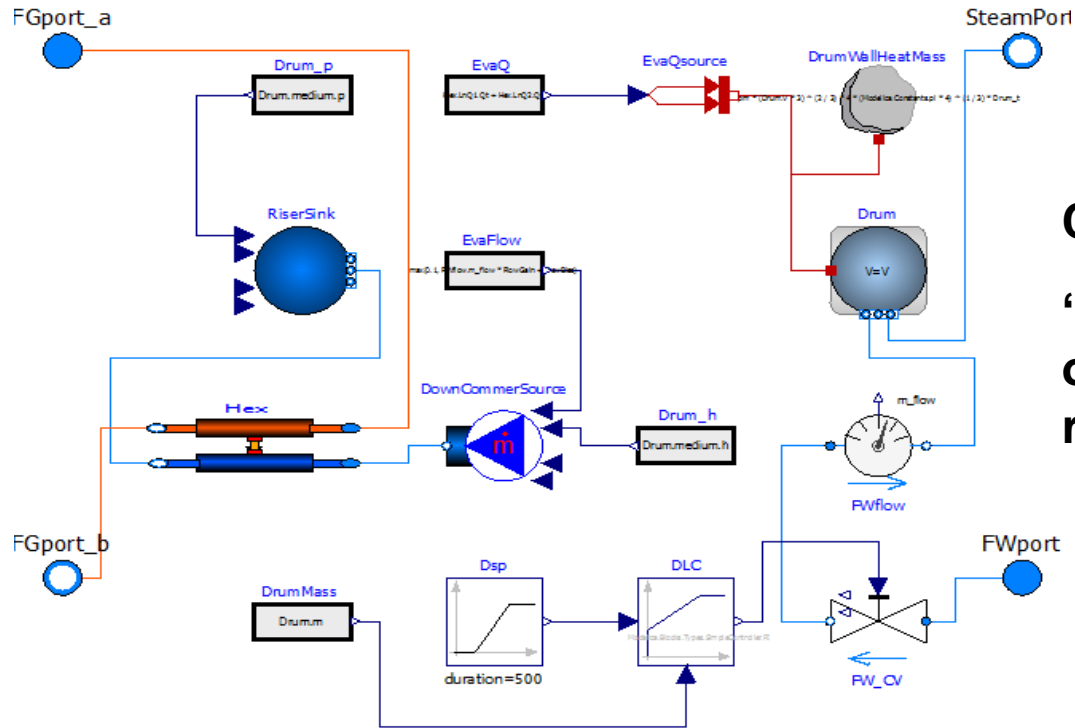 FGport_a
SteamPort
Drum_p
EvaQ
EvaQsource
DrumWallHeatMass
Drum.medium.p
RiserSink
EvaFlow
Drum
V=V
DownCommerSource
Hex
Drum_h
m_flow
ṁ
Drum.medium.h
FWflow
FGport_b
FWport
Dsp
DLC
DrumMass
Drum.m
duration=500
FW_CV